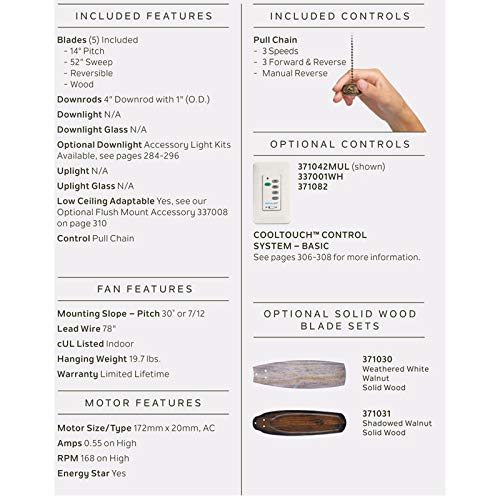 INCLUDED FEATURES
Blades (5) Included
- 14" Pitch
- 52" Sweep
- Reversible
- Wood
Downrods 4" Downrod with 1" (O.D.)
Downlight N/A
Downlight Glass N/A
Optional Downlight Accessory Light Kits
Available, see pages 284-296
Uplight N/A
Uplight Glass N/A
Low Ceiling Adaptable Yes, see our
Optional Flush Mount Accessory 337008
on page 310
Control Pull Chain
FAN FEATURES
Mounting Slope – Pitch 30˚ or 7/12
Lead Wire 78"
cUL Listed Indoor
Hanging Weight 19.7 lbs.
Warranty Limited Lifetime
MOTOR FEATURES
Motor Size/Type 172mm x 20mm, AC
Amps 0.55 on High
RPM 168 on High
Energy Star Yes
INCLUDED CONTROLS
Pull Chain
- 3 Speeds
- 3 Forward & Reverse
- Manual Reverse
OPTIONAL CONTROLS
371042MUL (shown)
337001WH
371082
COOLTOUCH™ CONTROL
SYSTEM – BASIC
See pages 306-308 for more information.
OPTIONAL SOLID WOOD
BLADE SETS
371030
Weathered White
Walnut
Solid Wood
371031
Shadowed Walnut
Solid Wood